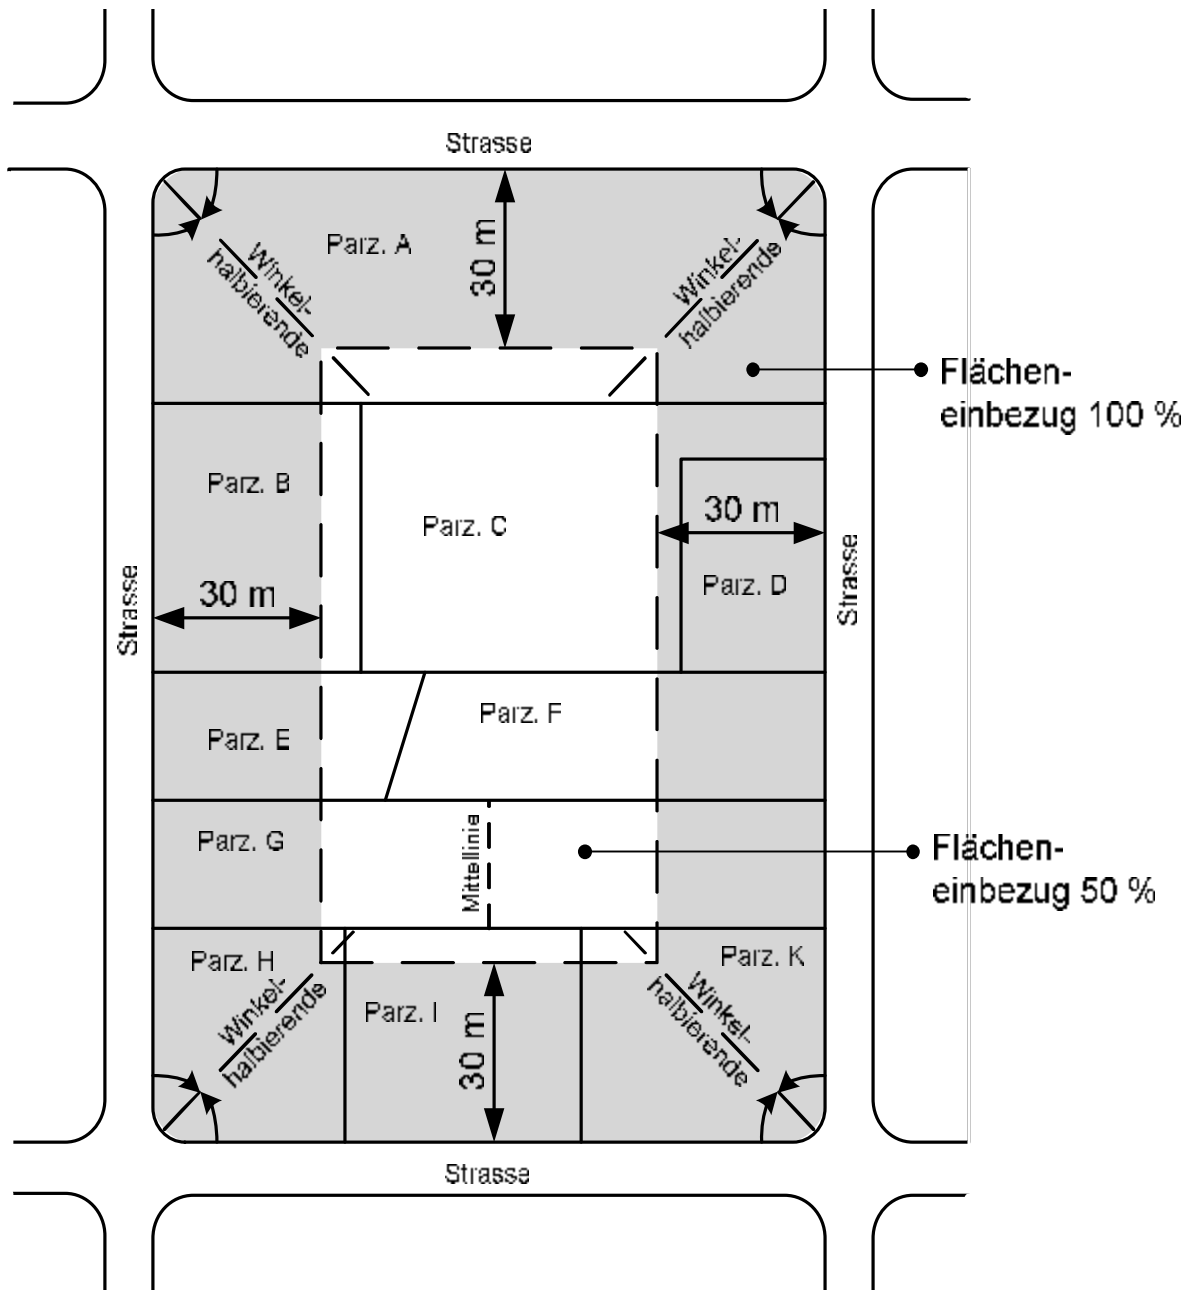 Strasse
Parz. A
30 m
Winkel-
halbierende
Winkel-
halbierende
Flächen-
einbezug 100 %
Parz. B
Parz. C
30 m
Parz. D
30 m
Strasse
Strasse
Parz. F
Parz. E
Parz. G
Mittellinie
Flächen-
einbezug 50 %
Parz. H
Parz. K
Winkel-
halbierende
Parz. I
30 m
Winkel-
halbierende
Strasse